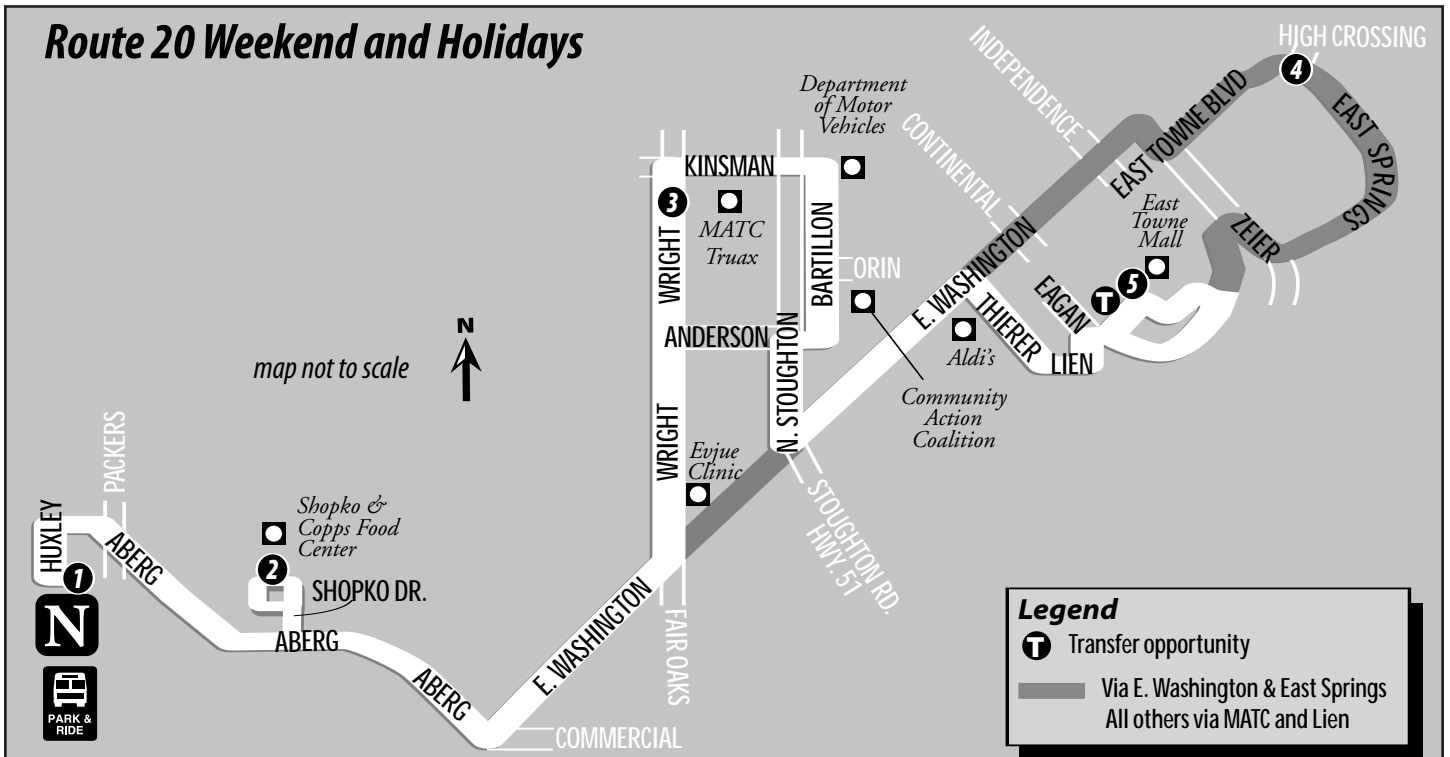 Route 20 Weekend and Holidays
HIGH CROSSING
4
INDEPENDENCE
EAST TOWNE BLVD
EAST SPRINGS
Department
of Motor
Vehicles
CONTINENTAL
KINSMAN
3
MATC
Truax
WRIGHT
BARTILLON
ORIN
East
Towne
Mall
ZEIER
E. WASHINGTON
EAGAN
T
5
THIERER
LIEN
Aldi's
ANDERSON
N. STOUGHTON
Community
Action
Coalition
N
map not to scale
WRIGHT
Evjue
Clinic
STOUGHTON RD.
HWY. 51
PACKERS
HUXLEY
1
N
PARK &
RIDE
ABERG
Shopko &
Copps Food
Center
2
SHOPKO DR.
ABERG
ABERG
E. WASHINGTON
FAIR OAKS
COMMERCIAL
Legend
T Transfer opportunity
Via E. Washington & East Springs
All others via MATC and Lien